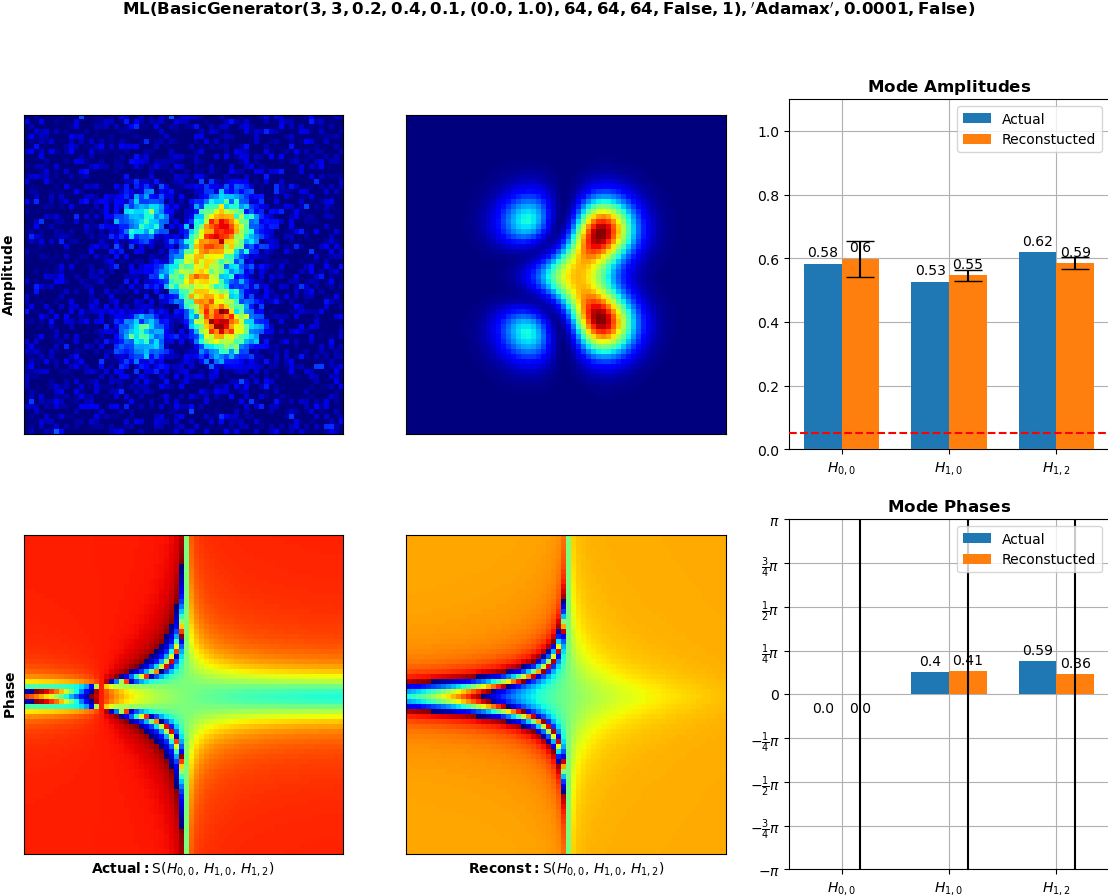 ML(BasicGenerator(3, 3, 0.2, 0.4, 0.1, (0.0, 1.0), 64, 64, 64, False, 1), ′Adamax′, 0.0001, False)
Mode Amplitudes
Actual
Reconstucted
1.0
0.8
0.6
0.4
0.2
0.0
0.58
0.6
0.53
0.55
0.62
0.59
H0,0
H1,0
H1,2
Amplitude
Mode Phases
Actual
Reconstucted
π
3/4π
1/2π
1/4π
0
−1/4π
−1/2π
−3/4π
−π
0.0
0.0
0.4
0.41
0.59
0.36
H0,0
H1,0
H1,2
Phase
Actual: S(H0,0, H1,0, H1,2)
Reconst: S(H0,0, H1,0, H1,2)